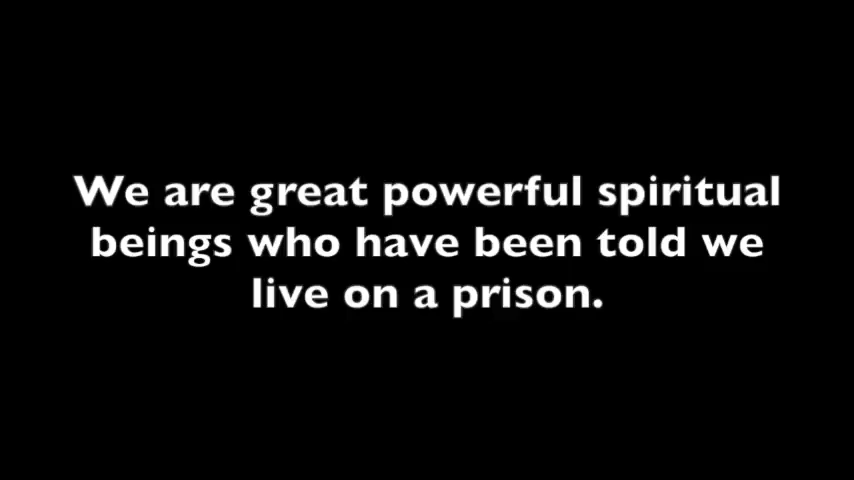 We are great powerful spiritual
beings who have been told we
live on a prison.